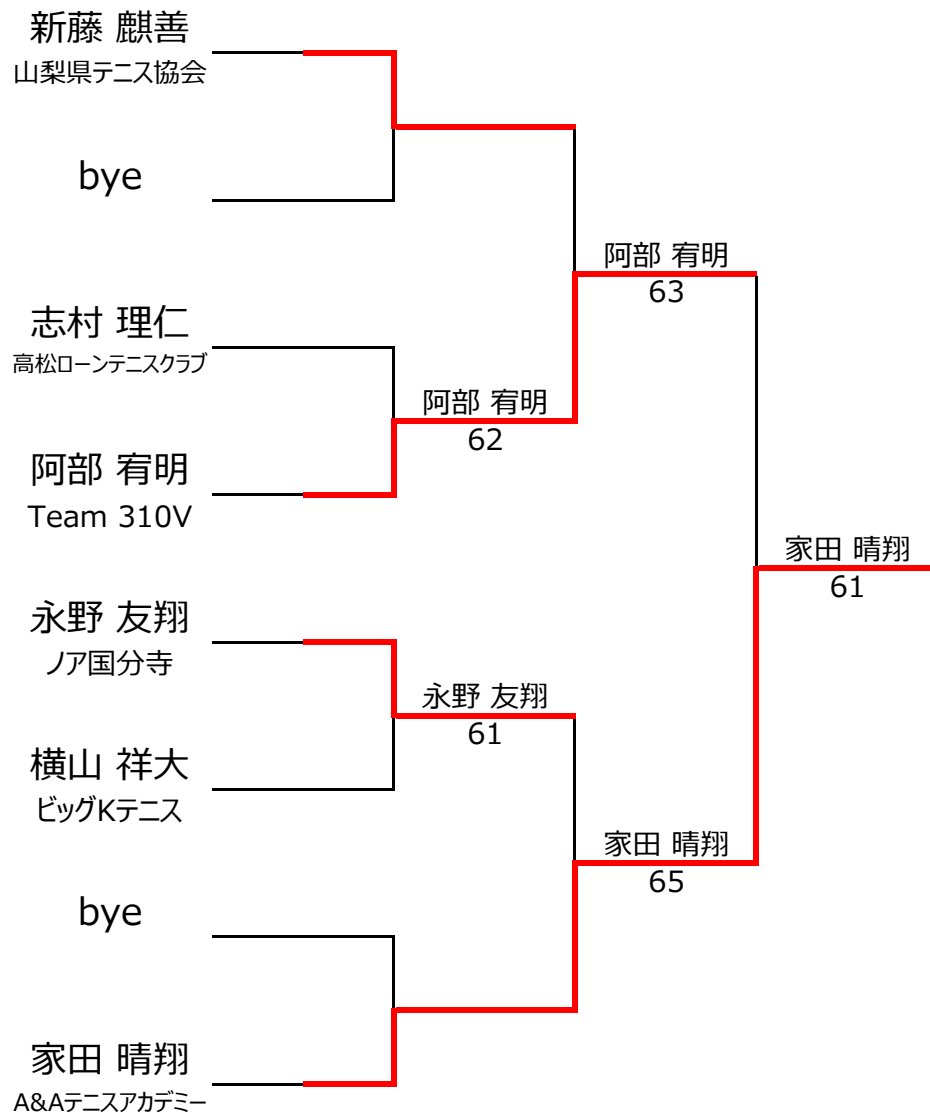 新藤 麒善
山梨県テニス協会
bye
志村 理仁
高松ローンテニスクラブ
阿部 宥明
Team 310V
永野 友翔
ノア国分寺
横山 祥大
ビッグKテニス
bye
家田 晴翔
A&Aテニスアカデミー
阿部 宥明
62
永野 友翔
61
阿部 宥明
63
家田 晴翔
65
家田 晴翔
61